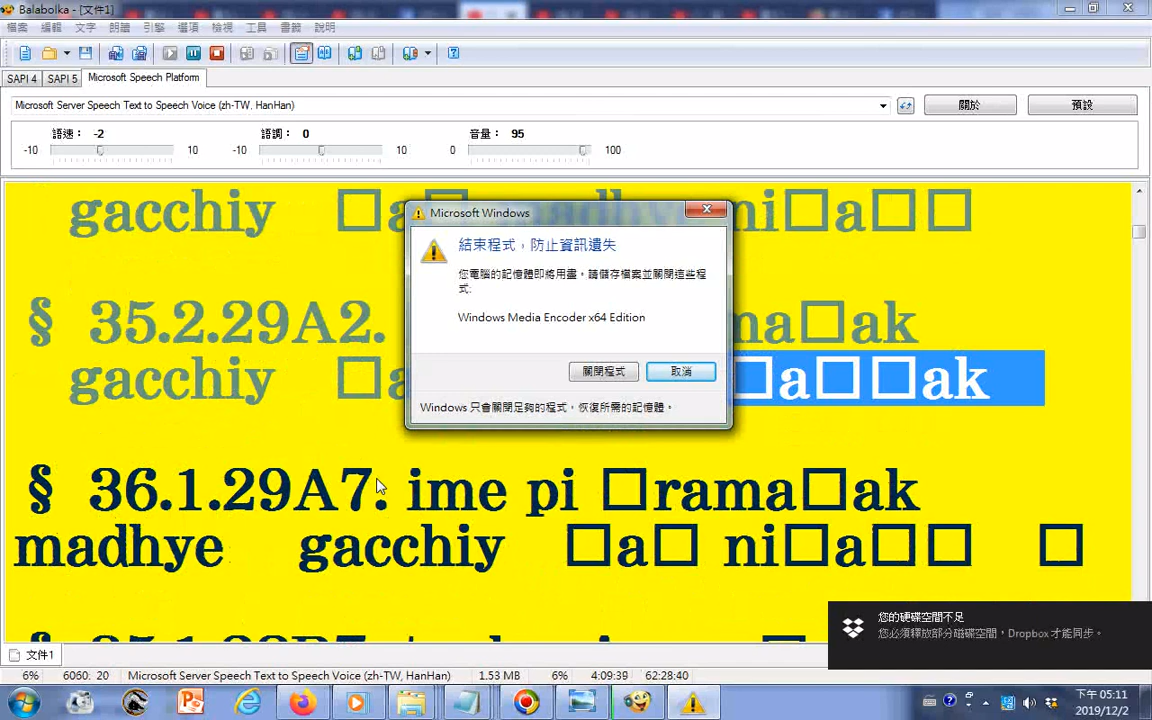 Balabolka - [文件1]
檔案 編輯 文字 朗讀 引擎 選項 檢視 工具 書籤 說明
SAPI 4 SAPI 5 Microsoft Speech Platform
Microsoft Server Speech Text to Speech Voice (zh-TW, HanHan)
關於 預設
語速： -2 語調： 0 音量： 95
-10 10 -10 10 0 100
gacchiy □a
ni□a□□
§ 35.2.29A2.
ma□ak
gacchiy □a
□a□□ak
§ 36.1.29A7: ime pi □rama□ak
madhye gacchiy □a□ ni□a□□ □
Microsoft Windows
結束程式，防止資訊遺失
您電腦的記憶體即將用盡。請儲存檔案並關閉這些程
式:
Windows Media Encoder x64 Edition
關閉程式 取消
Windows 只會關閉足夠的程式，恢復所需的記憶體。
您的硬碟空間不足
您必須釋放部分磁碟空間，Dropbox 才能同步。
文件1
6% 6060: 20 Microsoft Server Speech Text to Speech Voice (zh-TW, HanHan) 1.53 MB 6% 4:09:39 62:28:40
下午 05:11
2019/12/2